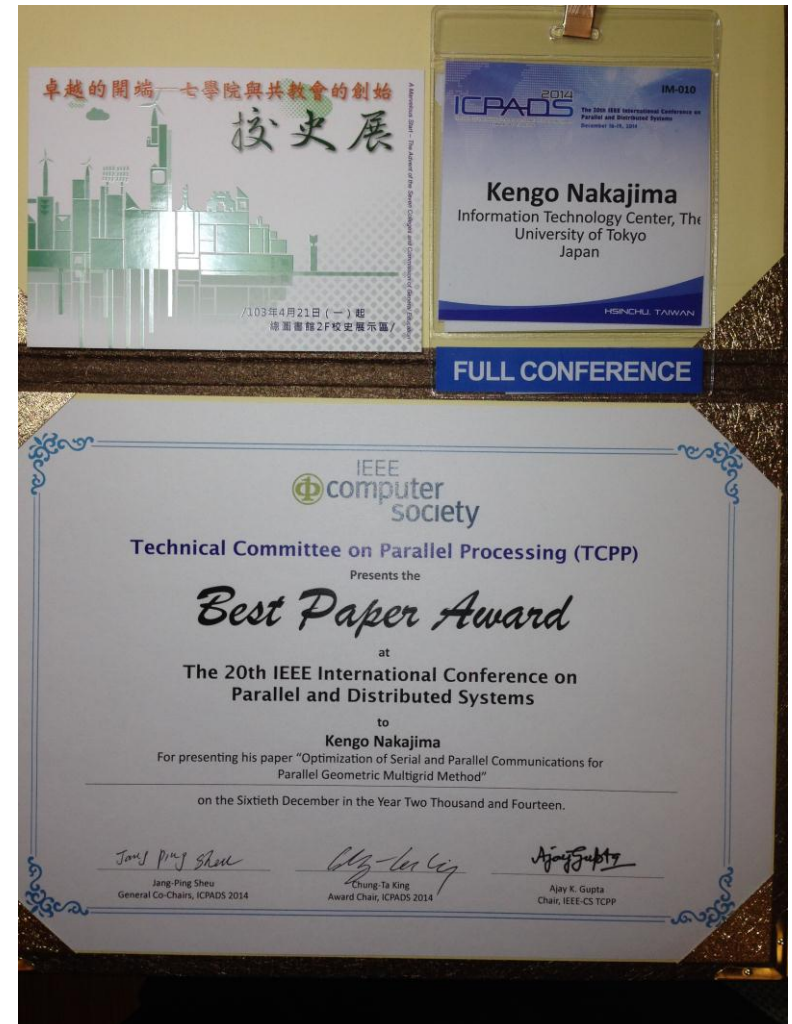 卓越的開端—七學院與共教會的創始
校史展
A Marvelous Start – The Advent of the Seven Colleges and Commission of General Education
/103年4月21日(一)起
總圖書館2F校史展示區/
2014
ICPADS
IM-010
The 20th IEEE International Conference on
Parallel and Distributed Systems
December 16-19, 2014
Kengo Nakajima
Information Technology Center, The
University of Tokyo
Japan
HSINCHU, TAIWAN
FULL CONFERENCE
IEEE
computer
society
Technical Committee on Parallel Processing (TCPP)
Presents the
Best Paper Award
at
The 20th IEEE International Conference on
Parallel and Distributed Systems
to
Kengo Nakajima
For presenting his paper "Optimization of Serial and Parallel Communications for
Parallel Geometric Multigrid Method"
on the Sixtieth December in the Year Two Thousand and Fourteen.
Jang Ping Sheu
Ajay Gupta
Jang-Ping Sheu
General Co-Chairs, ICPADS 2014
Chung-Ta King
Award Chair, ICPADS 2014
Ajay K. Gupta
Chair, IEEE-CS TCPP